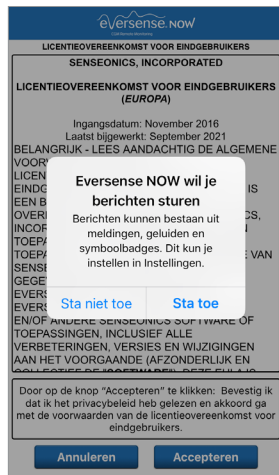 eversense. NOW
LICENTIEOVEREENKOMST VOOR EINDGEBRUIKERS
SENSEONICS, INCORPORATED
LICENTIEOVEREENKOMST VOOR EINDGEBRUIKERS
(EUROPA)
Ingangsdatum: November 2016
Laatst bijgewerkt: September 2021
BELANGRIJK - LEES AANDACHTIG DE ALGEMENE
Eversense NOW wil je
berichten sturen
Berichten kunnen bestaan uit
meldingen, geluiden en
symboolbadges. Dit kun je
instellen in Instellingen.
Sta niet toe
Sta toe
EN/OF ANDERE SENSEONICS SOFTWARE OF
TOEPASSINGEN, INCLUSIEF ALLE
VERBETERINGEN, VERSIES EN WIJZIGINGEN
AAN HET VOORGAANDE (AFZONDERLIJK EN
Door op de knop "Accepteren" te klikken: Bevestig ik
dat ik het privacybeleid heb gelezen en akkoord ga
met de voorwaarden van de licentieovereenkomst voor
eindgebruikers.
Annuleren
Accepteren